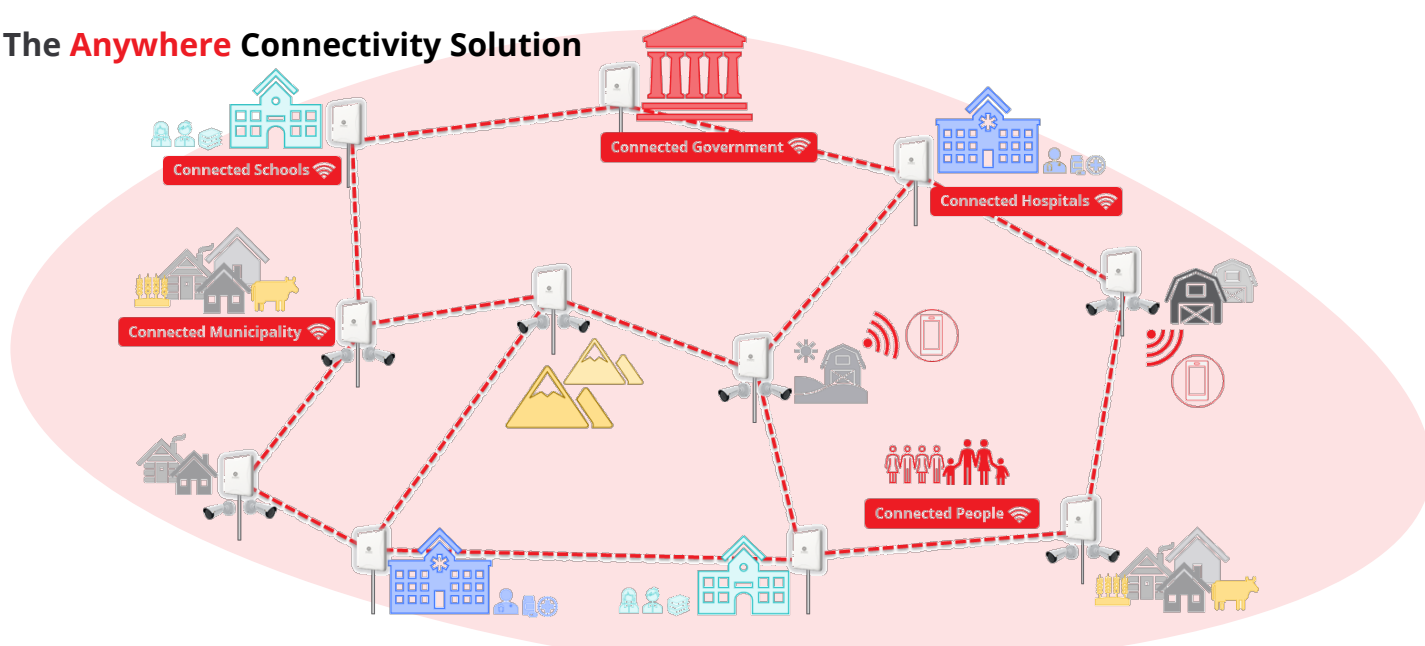 The Anywhere Connectivity Solution
Connected Government
Connected Schools
Connected Hospitals
Connected Municipality
Connected People